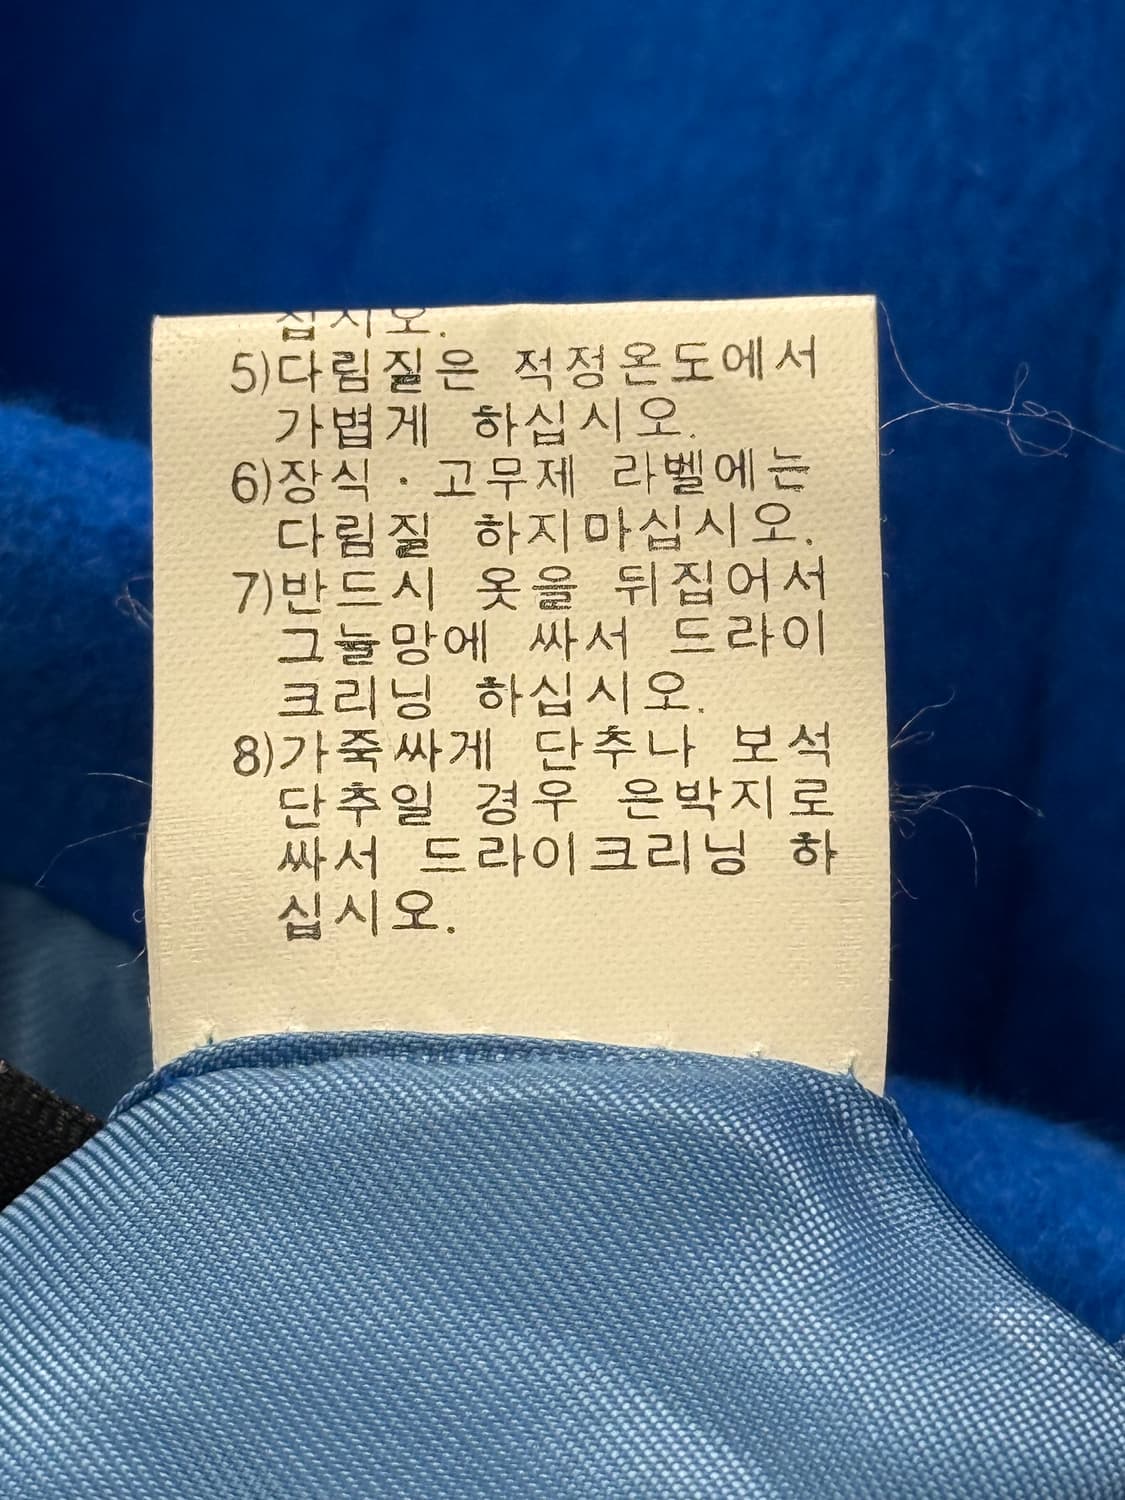 십시오.
5)다림질은 적정온도에서
가볍게 하십시오.
6)장식·고무제 라벨에는
다림질 하지마십시오.
7)반드시 옷을 뒤집어서
그늘망에 싸서 드라이
크리닝 하십시오.
8)가죽싸게 단추나 보석
단추일 경우 은박지로
싸서 드라이크리닝 하
십시오.